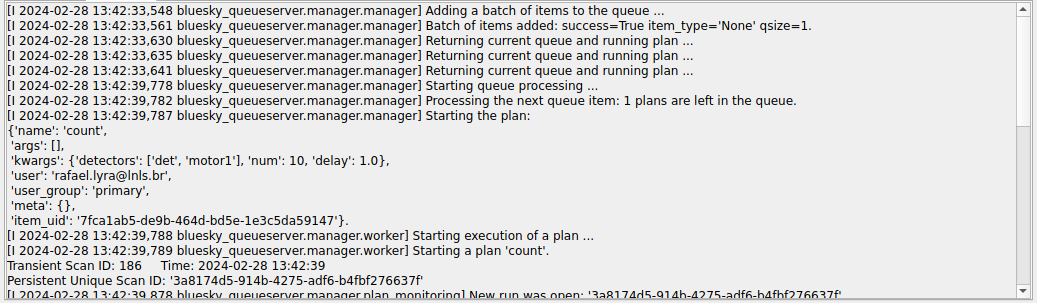 [I 2024-02-28 13:42:33,548 bluesky_queueserver.manager.manager] Adding a batch of items to the queue ...
[I 2024-02-28 13:42:33,561 bluesky_queueserver.manager.manager] Batch of items added: success=True item_type='None' qsize=1.
[I 2024-02-28 13:42:33,630 bluesky_queueserver.manager.manager] Returning current queue and running plan ...
[I 2024-02-28 13:42:33,635 bluesky_queueserver.manager.manager] Returning current queue and running plan ...
[I 2024-02-28 13:42:33,641 bluesky_queueserver.manager.manager] Returning current queue and running plan ...
[I 2024-02-28 13:42:39,778 bluesky_queueserver.manager.manager] Starting queue processing ...
[I 2024-02-28 13:42:39,782 bluesky_queueserver.manager.manager] Processing the next queue item: 1 plans are left in the queue.
[I 2024-02-28 13:42:39,787 bluesky_queueserver.manager.manager] Starting the plan:
{'name': 'count',
'args': [],
'kwargs': {'detectors': ['det', 'motor1'], 'num': 10, 'delay': 1.0},
'user': 'rafael.lyra@lnls.br',
'user_group': 'primary',
'meta': {},
'item_uid': '7fca1ab5-de9b-464d-bd5e-1e3c5da59147'}.
[I 2024-02-28 13:42:39,788 bluesky_queueserver.manager.worker] Starting execution of a plan ...
[I 2024-02-28 13:42:39,789 bluesky_queueserver.manager.worker] Starting a plan 'count'.
Transient Scan ID: 186     Time: 2024-02-28 13:42:39
Persistent Unique Scan ID: '3a8174d5-914b-4275-adf6-b4fbf276637f'
[I 2024-02-28 13:42:39,878 bluesky_queueserver.manager.plan_monitoring] New run was open: '3a8174d5-914b-4275-adf6-b4fbf276637f'